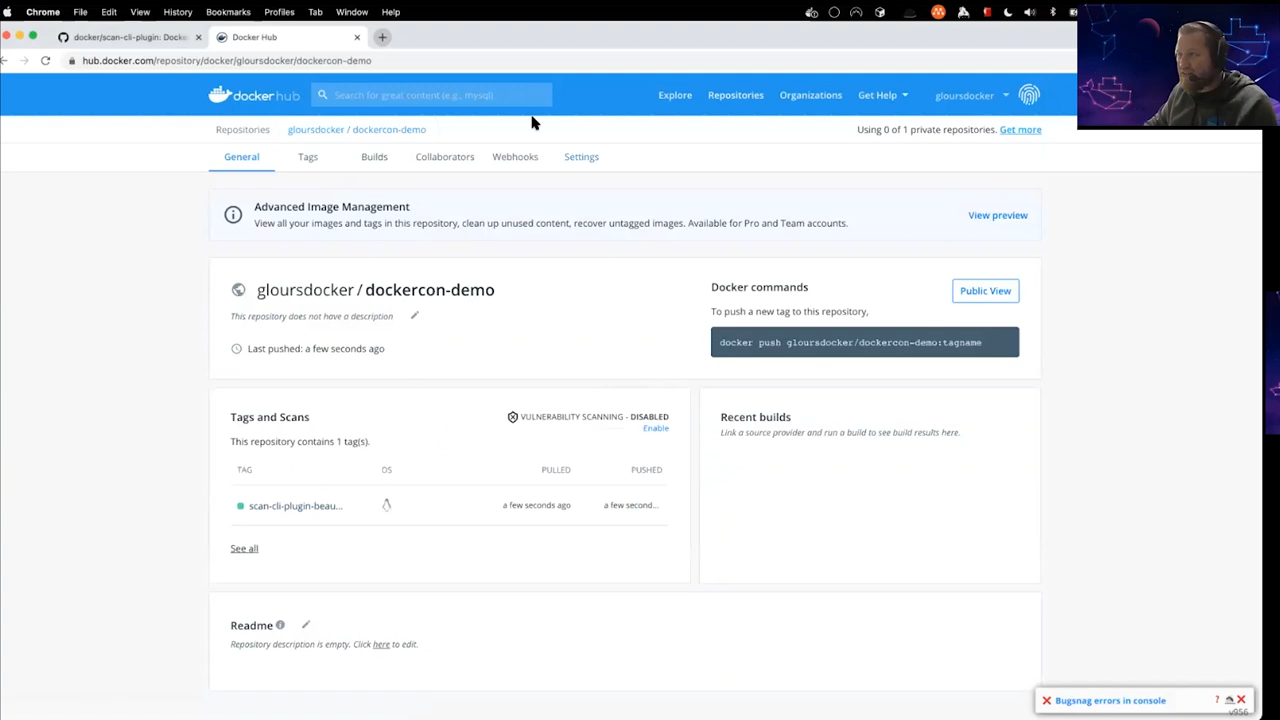 Chrome File Edit View History Bookmarks Profiles Tab Window Help
docker/scan-cli-plugin: Docke
Docker Hub
hub.docker.com/repository/docker/gloursdocker/dockercon-demo
docker hub
Search for great content (e.g., mysql)
Explore Repositories Organizations Get Help gloursdocker
Repositories gloursdocker / dockercon-demo
Using 0 of 1 private repositories. Get more
General Tags Builds Collaborators Webhooks Settings
Advanced Image Management
View all your images and tags in this repository, clean up unused content, recover untagged images. Available for Pro and Team accounts.
View preview
gloursdocker / dockercon-demo
This repository does not have a description
Last pushed: a few seconds ago
Docker commands
Public View
To push a new tag to this repository,
docker push gloursdocker/dockercon-demo:tagname
Tags and Scans
VULNERABILITY SCANNING - DISABLED
Enable
This repository contains 1 tag(s).
TAG OS PULLED PUSHED
scan-cli-plugin-beau... a few seconds ago a few second...
See all
Recent builds
Link a source provider and run a build to see build results here.
Readme
Repository description is empty. Click here to edit.
Bugsnag errors in console ?
v956